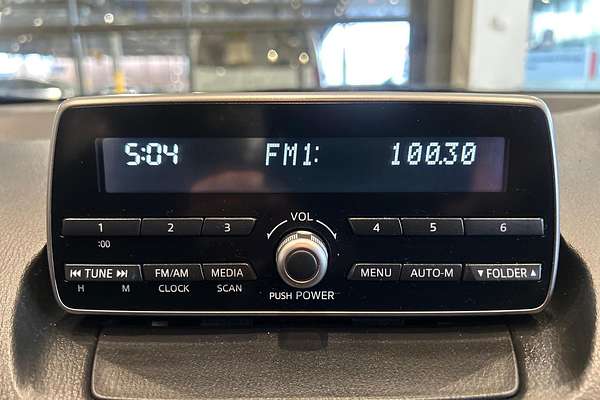 5:04 FM1: 100.30
VOL
1 2 3 4 5 6
:00
⏮ TUNE ⏭ FM/AM MEDIA MENU AUTO-M ▼ FOLDER ▲
H M CLOCK SCAN PUSH POWER